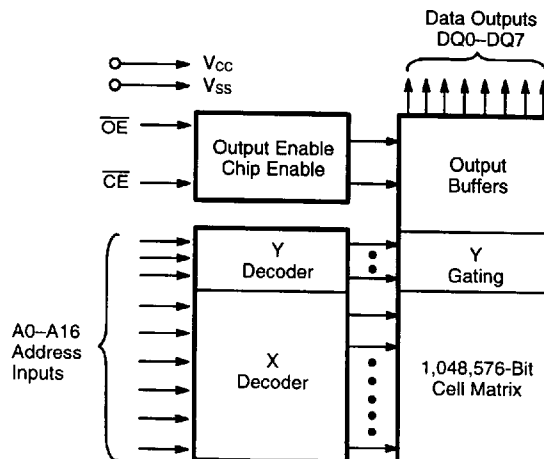 Data Outputs
DQ0–DQ7
VCC
VSS
OE
CE
Output Enable
Chip Enable
Output
Buffers
Y
Decoder
Y
Gating
A0–A16
Address
Inputs
X
Decoder
1,048,576-Bit
Cell Matrix